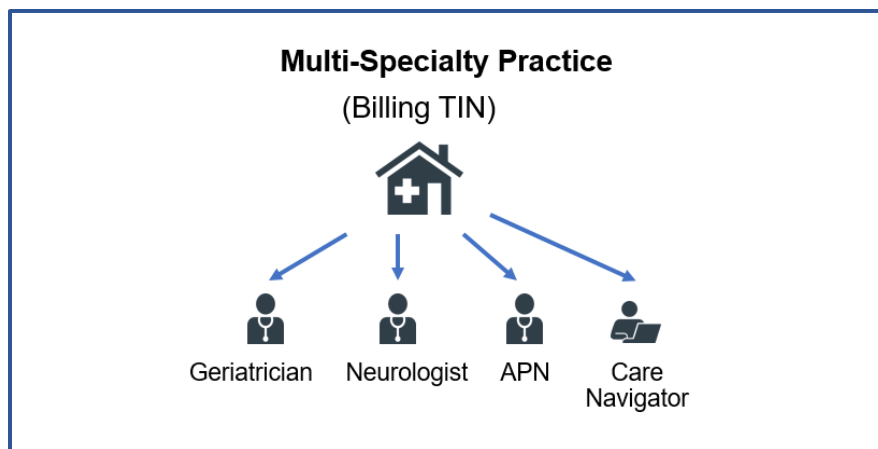 Multi-Specialty Practice
(Billing TIN)
Geriatrician
Neurologist
APN
Care
Navigator